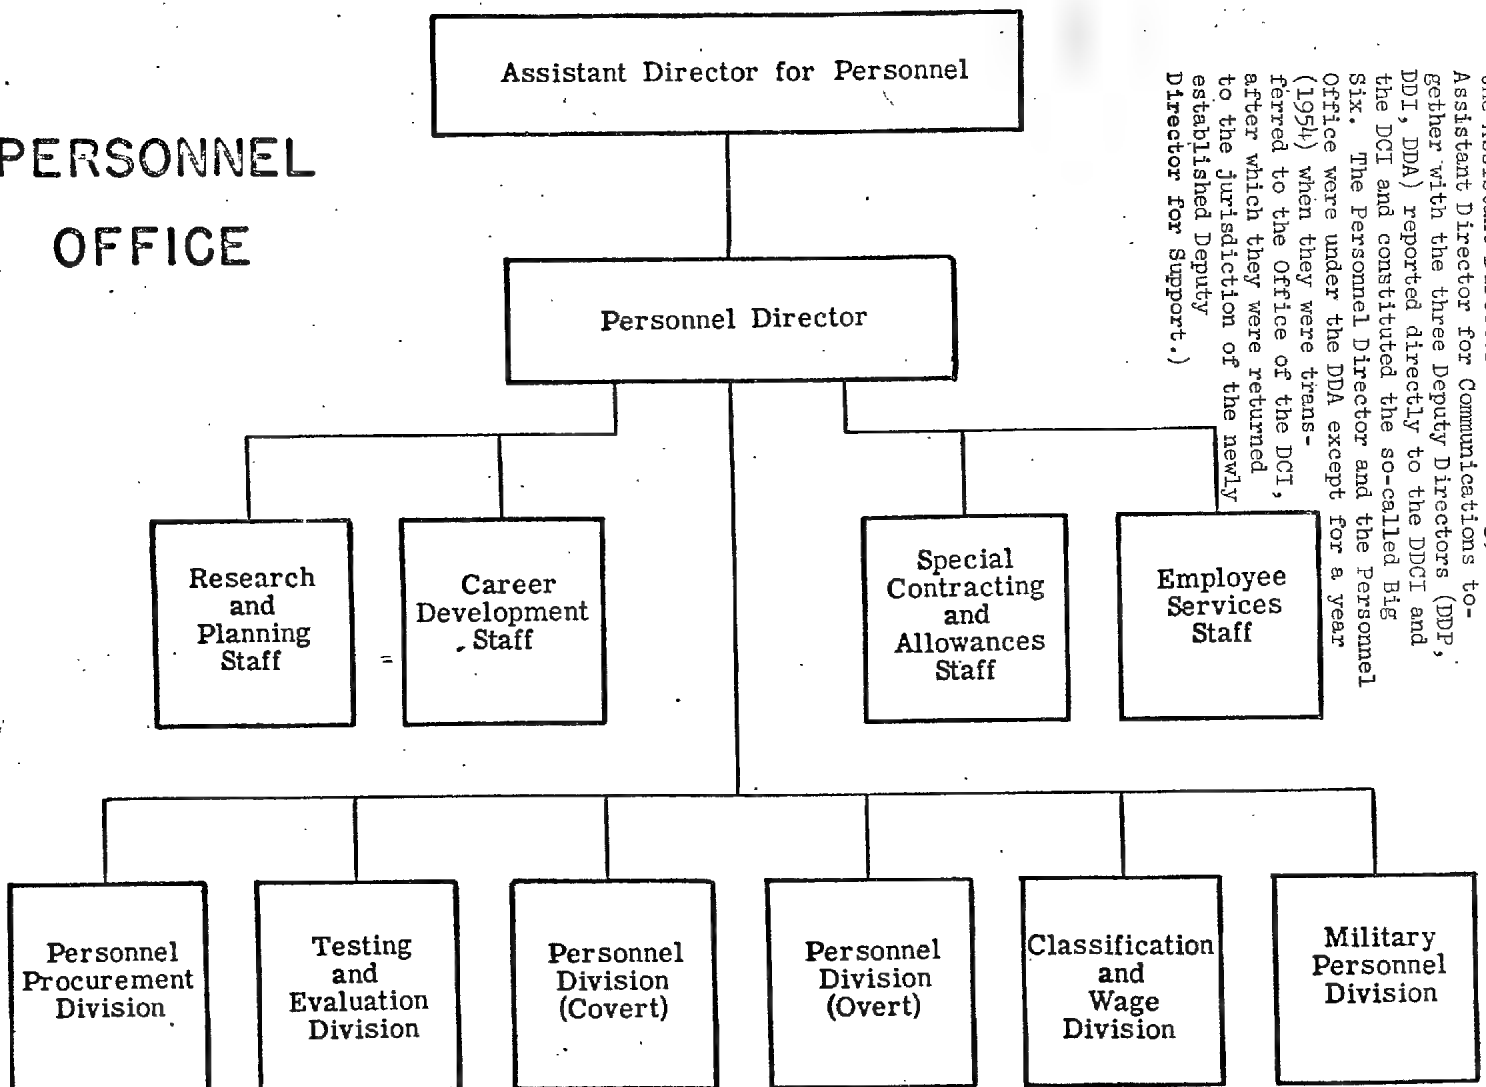 PERSONNEL
OFFICE
Assistant Director for Personnel
Personnel Director
Research
and
Planning
Staff
Career
Development
Staff
Special
Contracting
and
Allowances
Staff
Employee
Services
Staff
Personnel
Procurement
Division
Testing
and
Evaluation
Division
Personnel
Division
(Covert)
Personnel
Division
(Overt)
Classification
and
Wage
Division
Military
Personnel
Division
Assistant Director for Communications to-
gether with the three Deputy Directors (DDP,
DDI, DDA) reported directly to the DDCI and
the DCI and constituted the so-called Big
Six. The Personnel Director and the Personnel
Office were under the DDA except for a year
(1954) when they were trans-
ferred to the Office of the DCI,
after which they were returned
to the jurisdiction of the newly
established Deputy
Director for Support.)